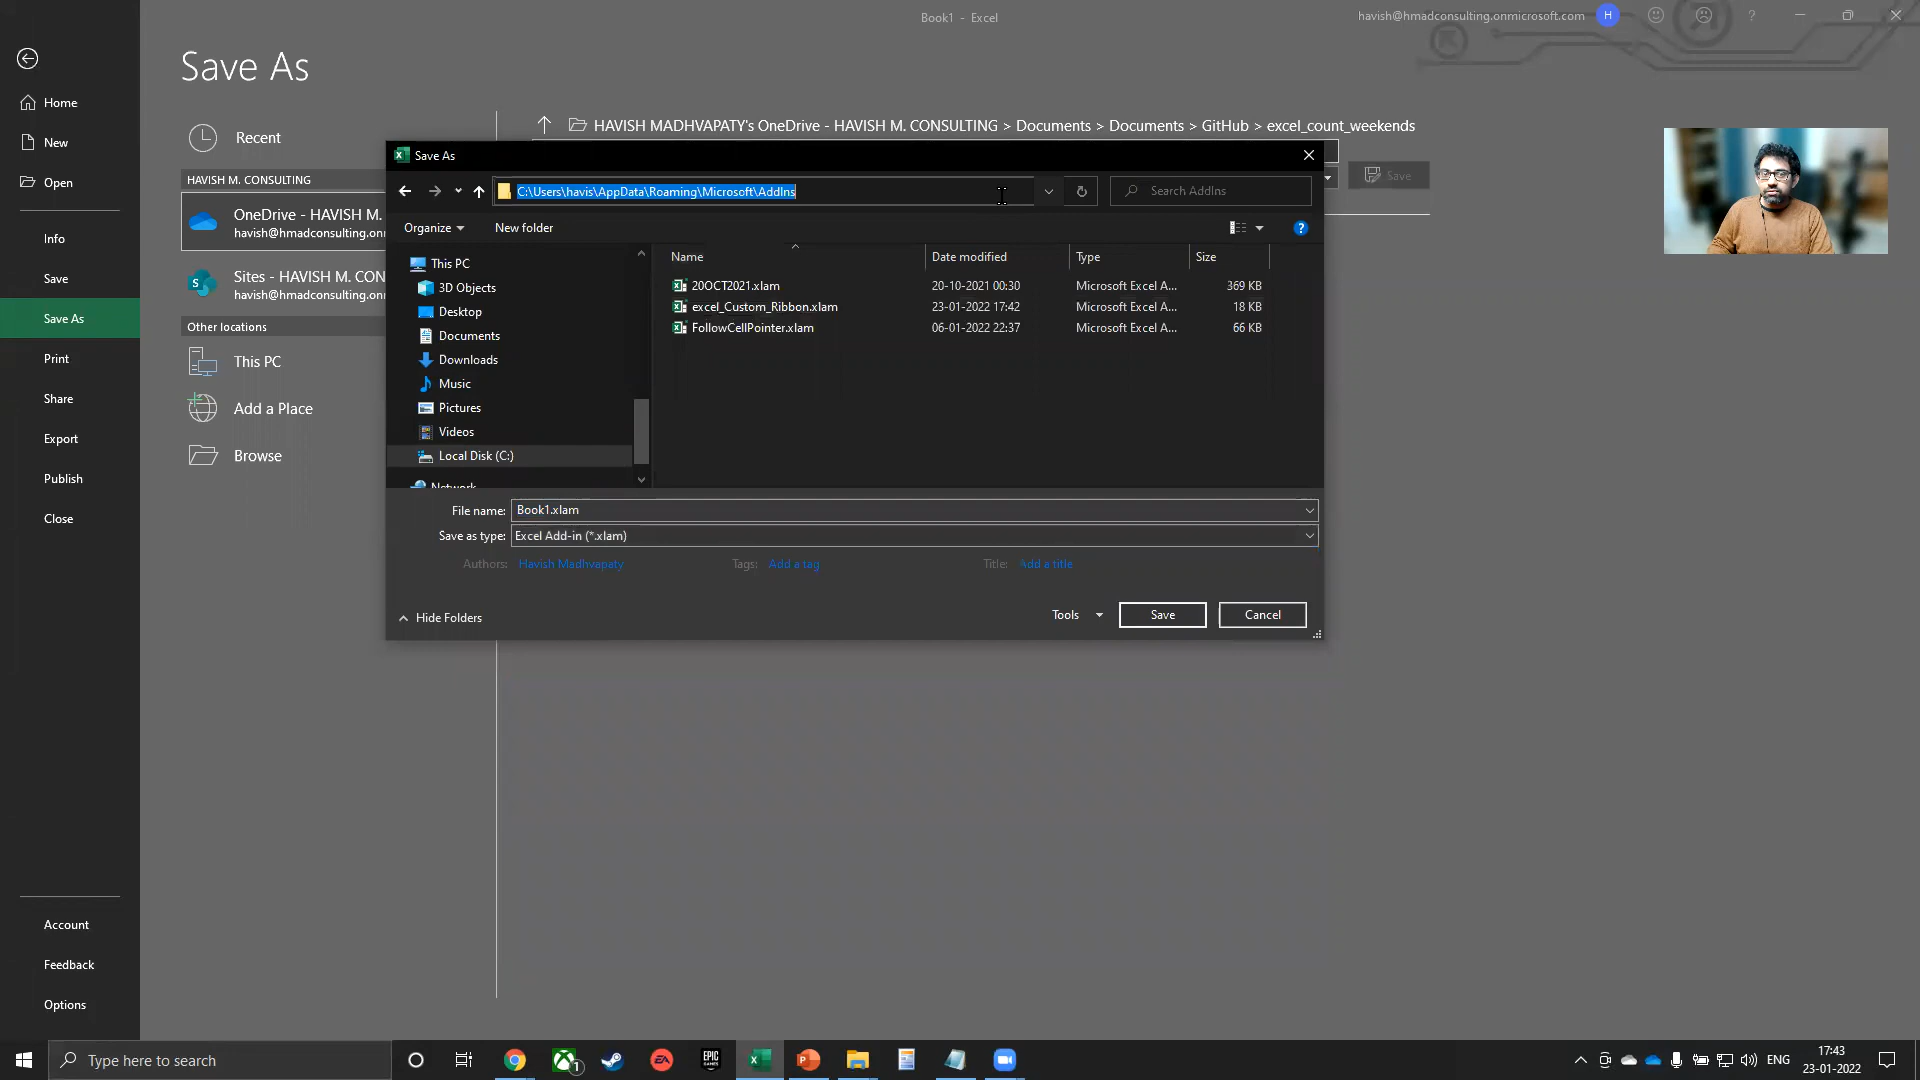 Book1 - Excel
havish@hmadconsulting.onmicrosoft.com
H
?
Save As
Home
New
Open
Info
Save
Save As
Print
Share
Export
Publish
Close
Account
Feedback
Options
Recent
HAVISH M. CONSULTING
OneDrive - HAVISH M.
havish@hmadconsulting.onm
Sites - HAVISH M. CON
havish@hmadconsulting.onm
Other locations
This PC
Add a Place
Browse
HAVISH MADHVAPATY's OneDrive - HAVISH M. CONSULTING > Documents > Documents > GitHub > excel_count_weekends
Save
Save As
C:\Users\havis\AppData\Roaming\Microsoft\AddIns
Search AddIns
Organize
New folder
?
This PC
3D Objects
Desktop
Documents
Downloads
Music
Pictures
Videos
Local Disk (C:)
Network
Name Date modified Type Size
20OCT2021.xlam 20-10-2021 00:30 Microsoft Excel A... 369 KB
excel_Custom_Ribbon.xlam 23-01-2022 17:42 Microsoft Excel A... 18 KB
FollowCellPointer.xlam 06-01-2022 22:37 Microsoft Excel A... 66 KB
File name: Book1.xlam
Save as type: Excel Add-in (*.xlam)
Authors: Havish Madhvapaty Tags: Add a tag Title: Add a title
Hide Folders
Tools
Save
Cancel
Type here to search
1
EA
EPIC
GAMES
ENG
17:43
23-01-2022